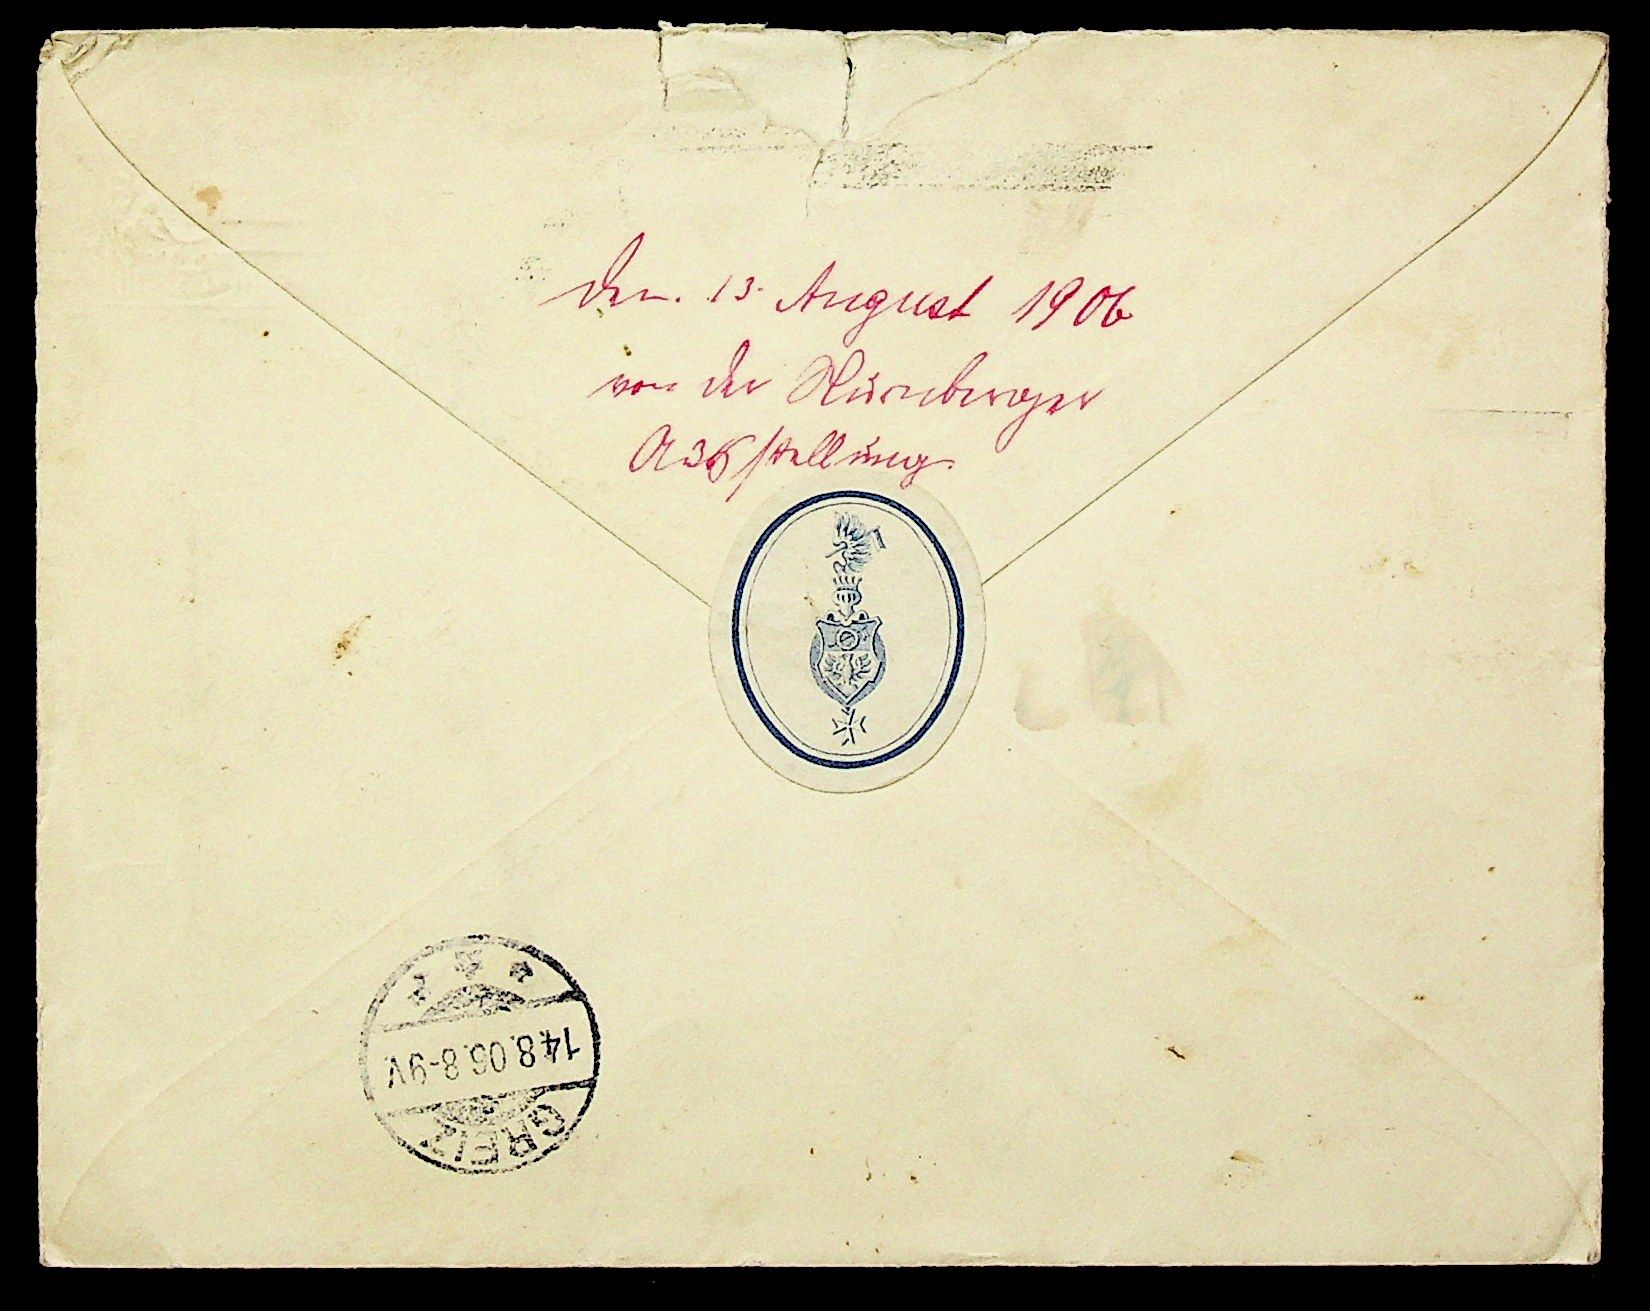 den. 13. August 1906
von der Nürnberger
Ausstellung.
14.8.06.8-9V.
GREIZ